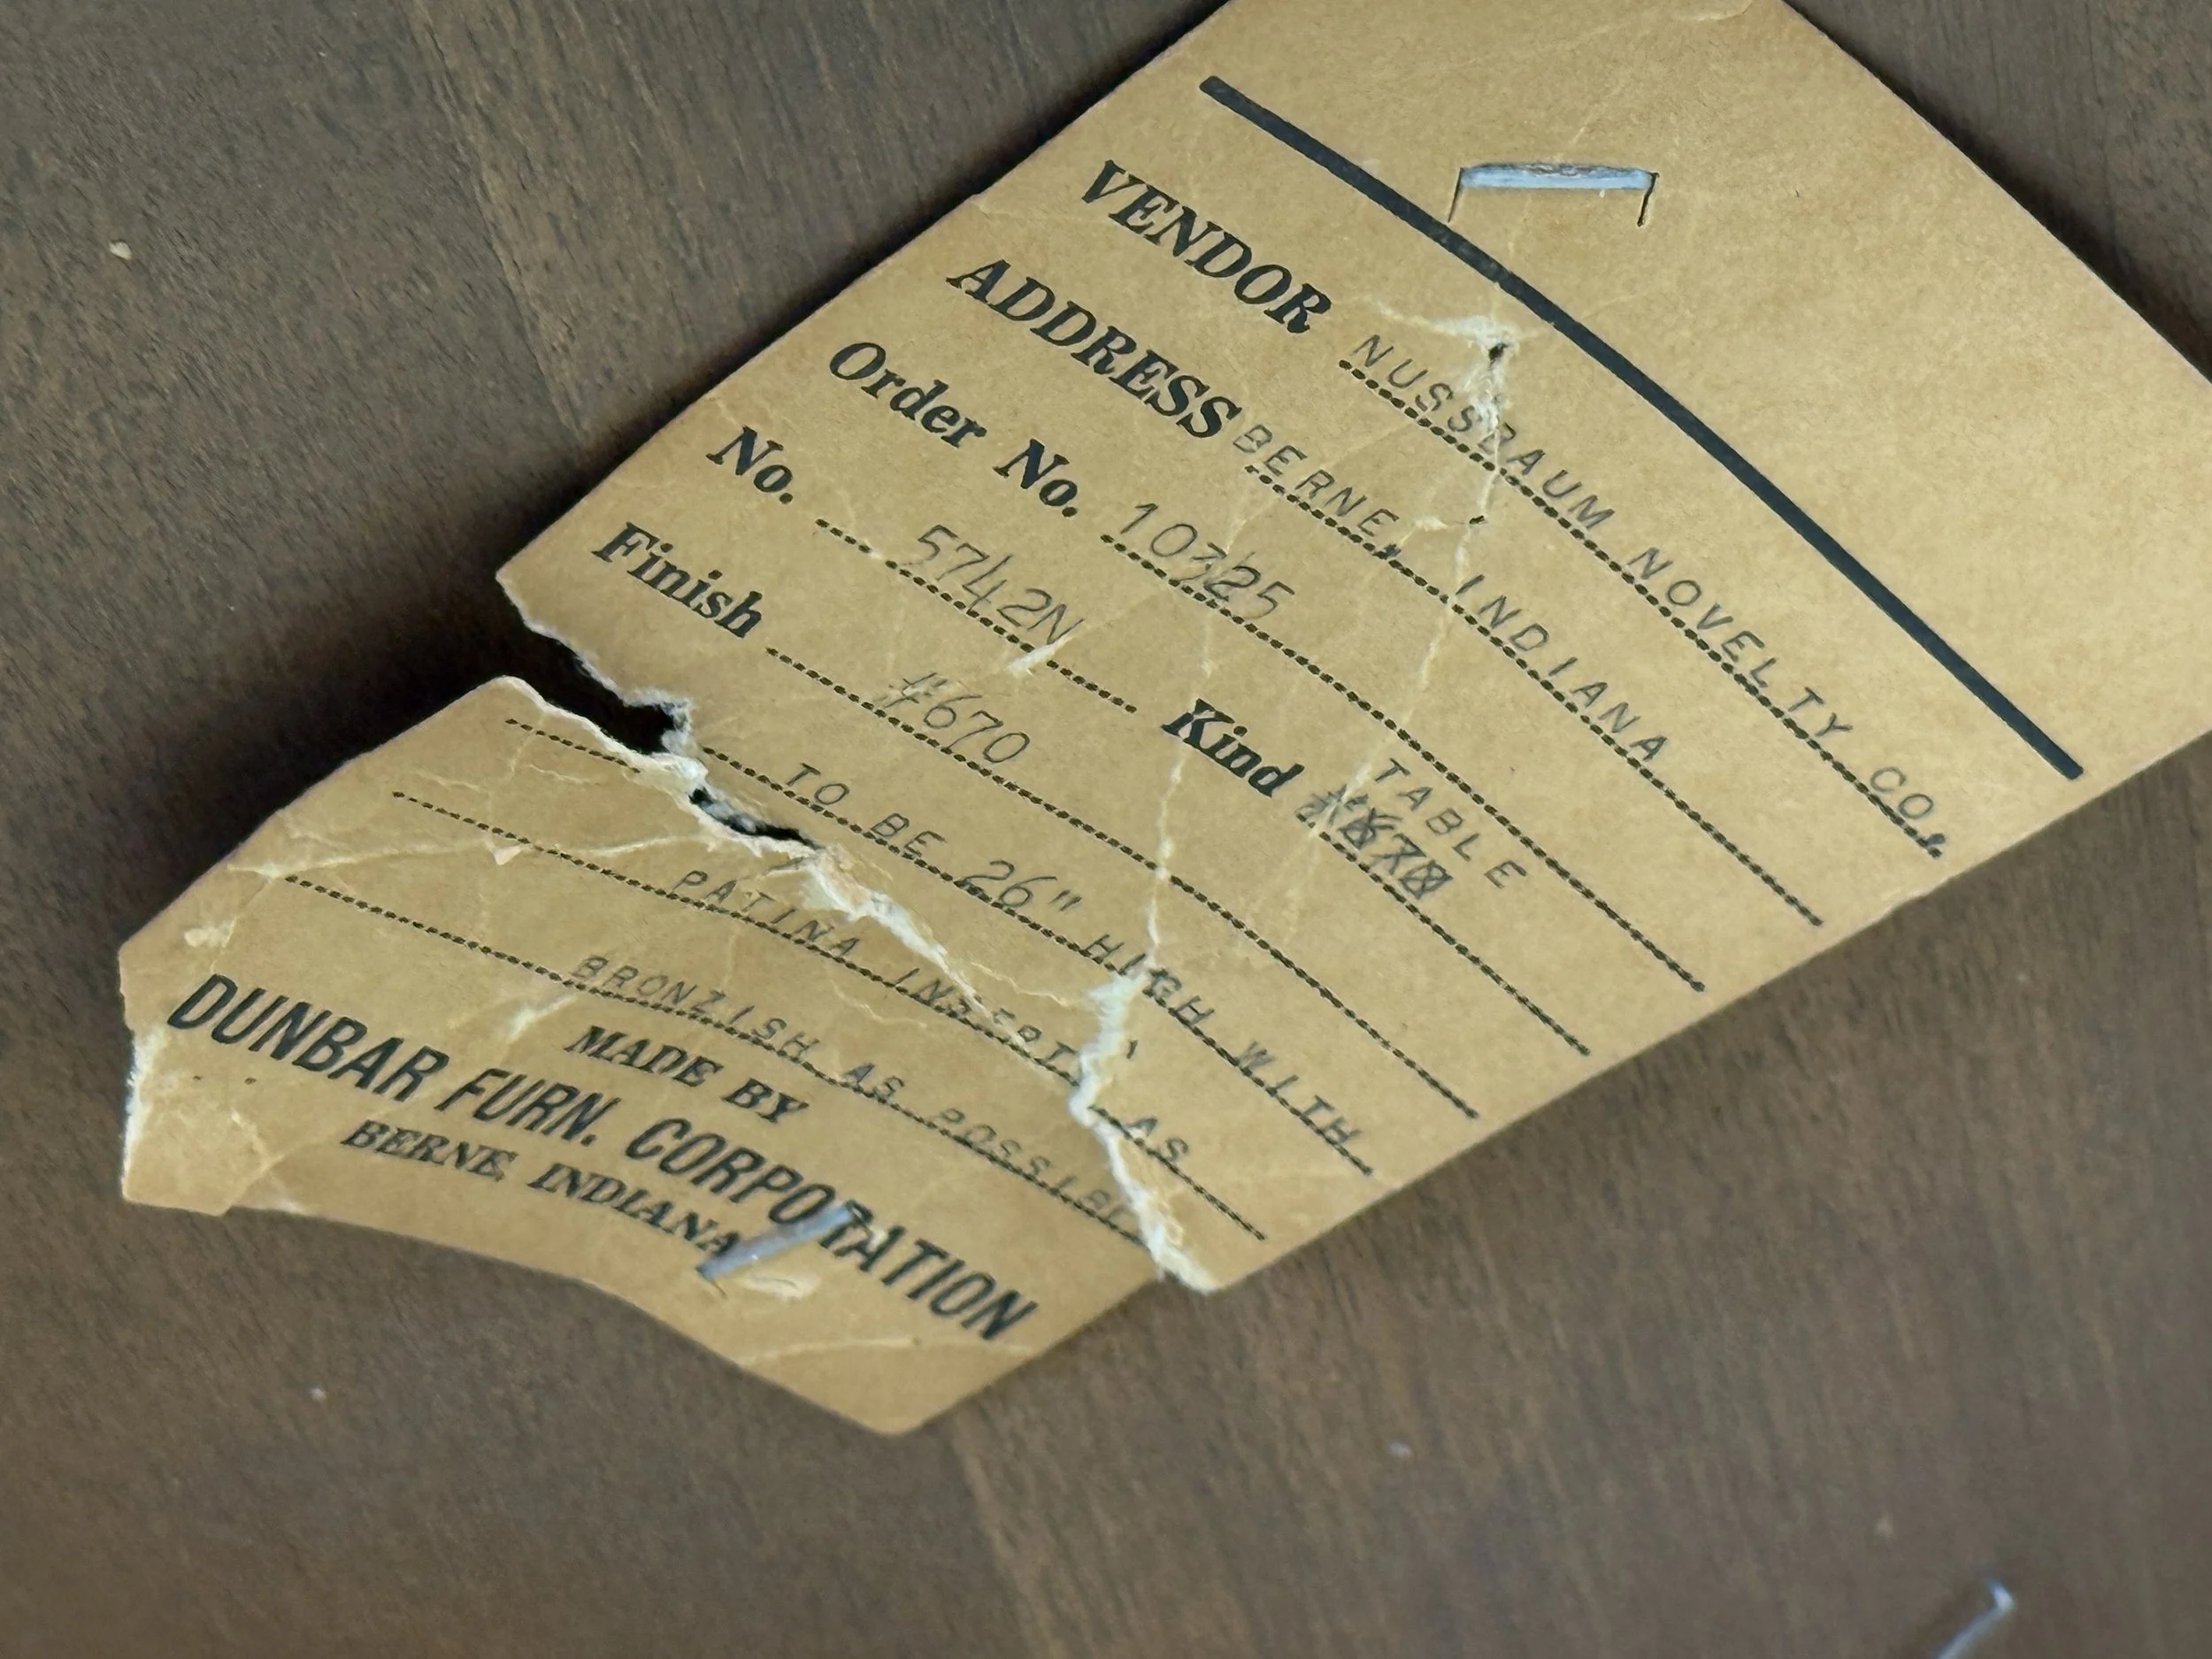 VENDOR NUSSBAUM NOVELTY CO.
ADDRESS BERNE, INDIANA
Order No. 10325
No. 5742N Kind TABLE
Finish #670
TO BE 26" HIGH WITH
PATINA INSERT, AS
BRONZISH AS POSSIBLE
MADE BY
DUNBAR FURN. CORPORATION
BERNE, INDIANA